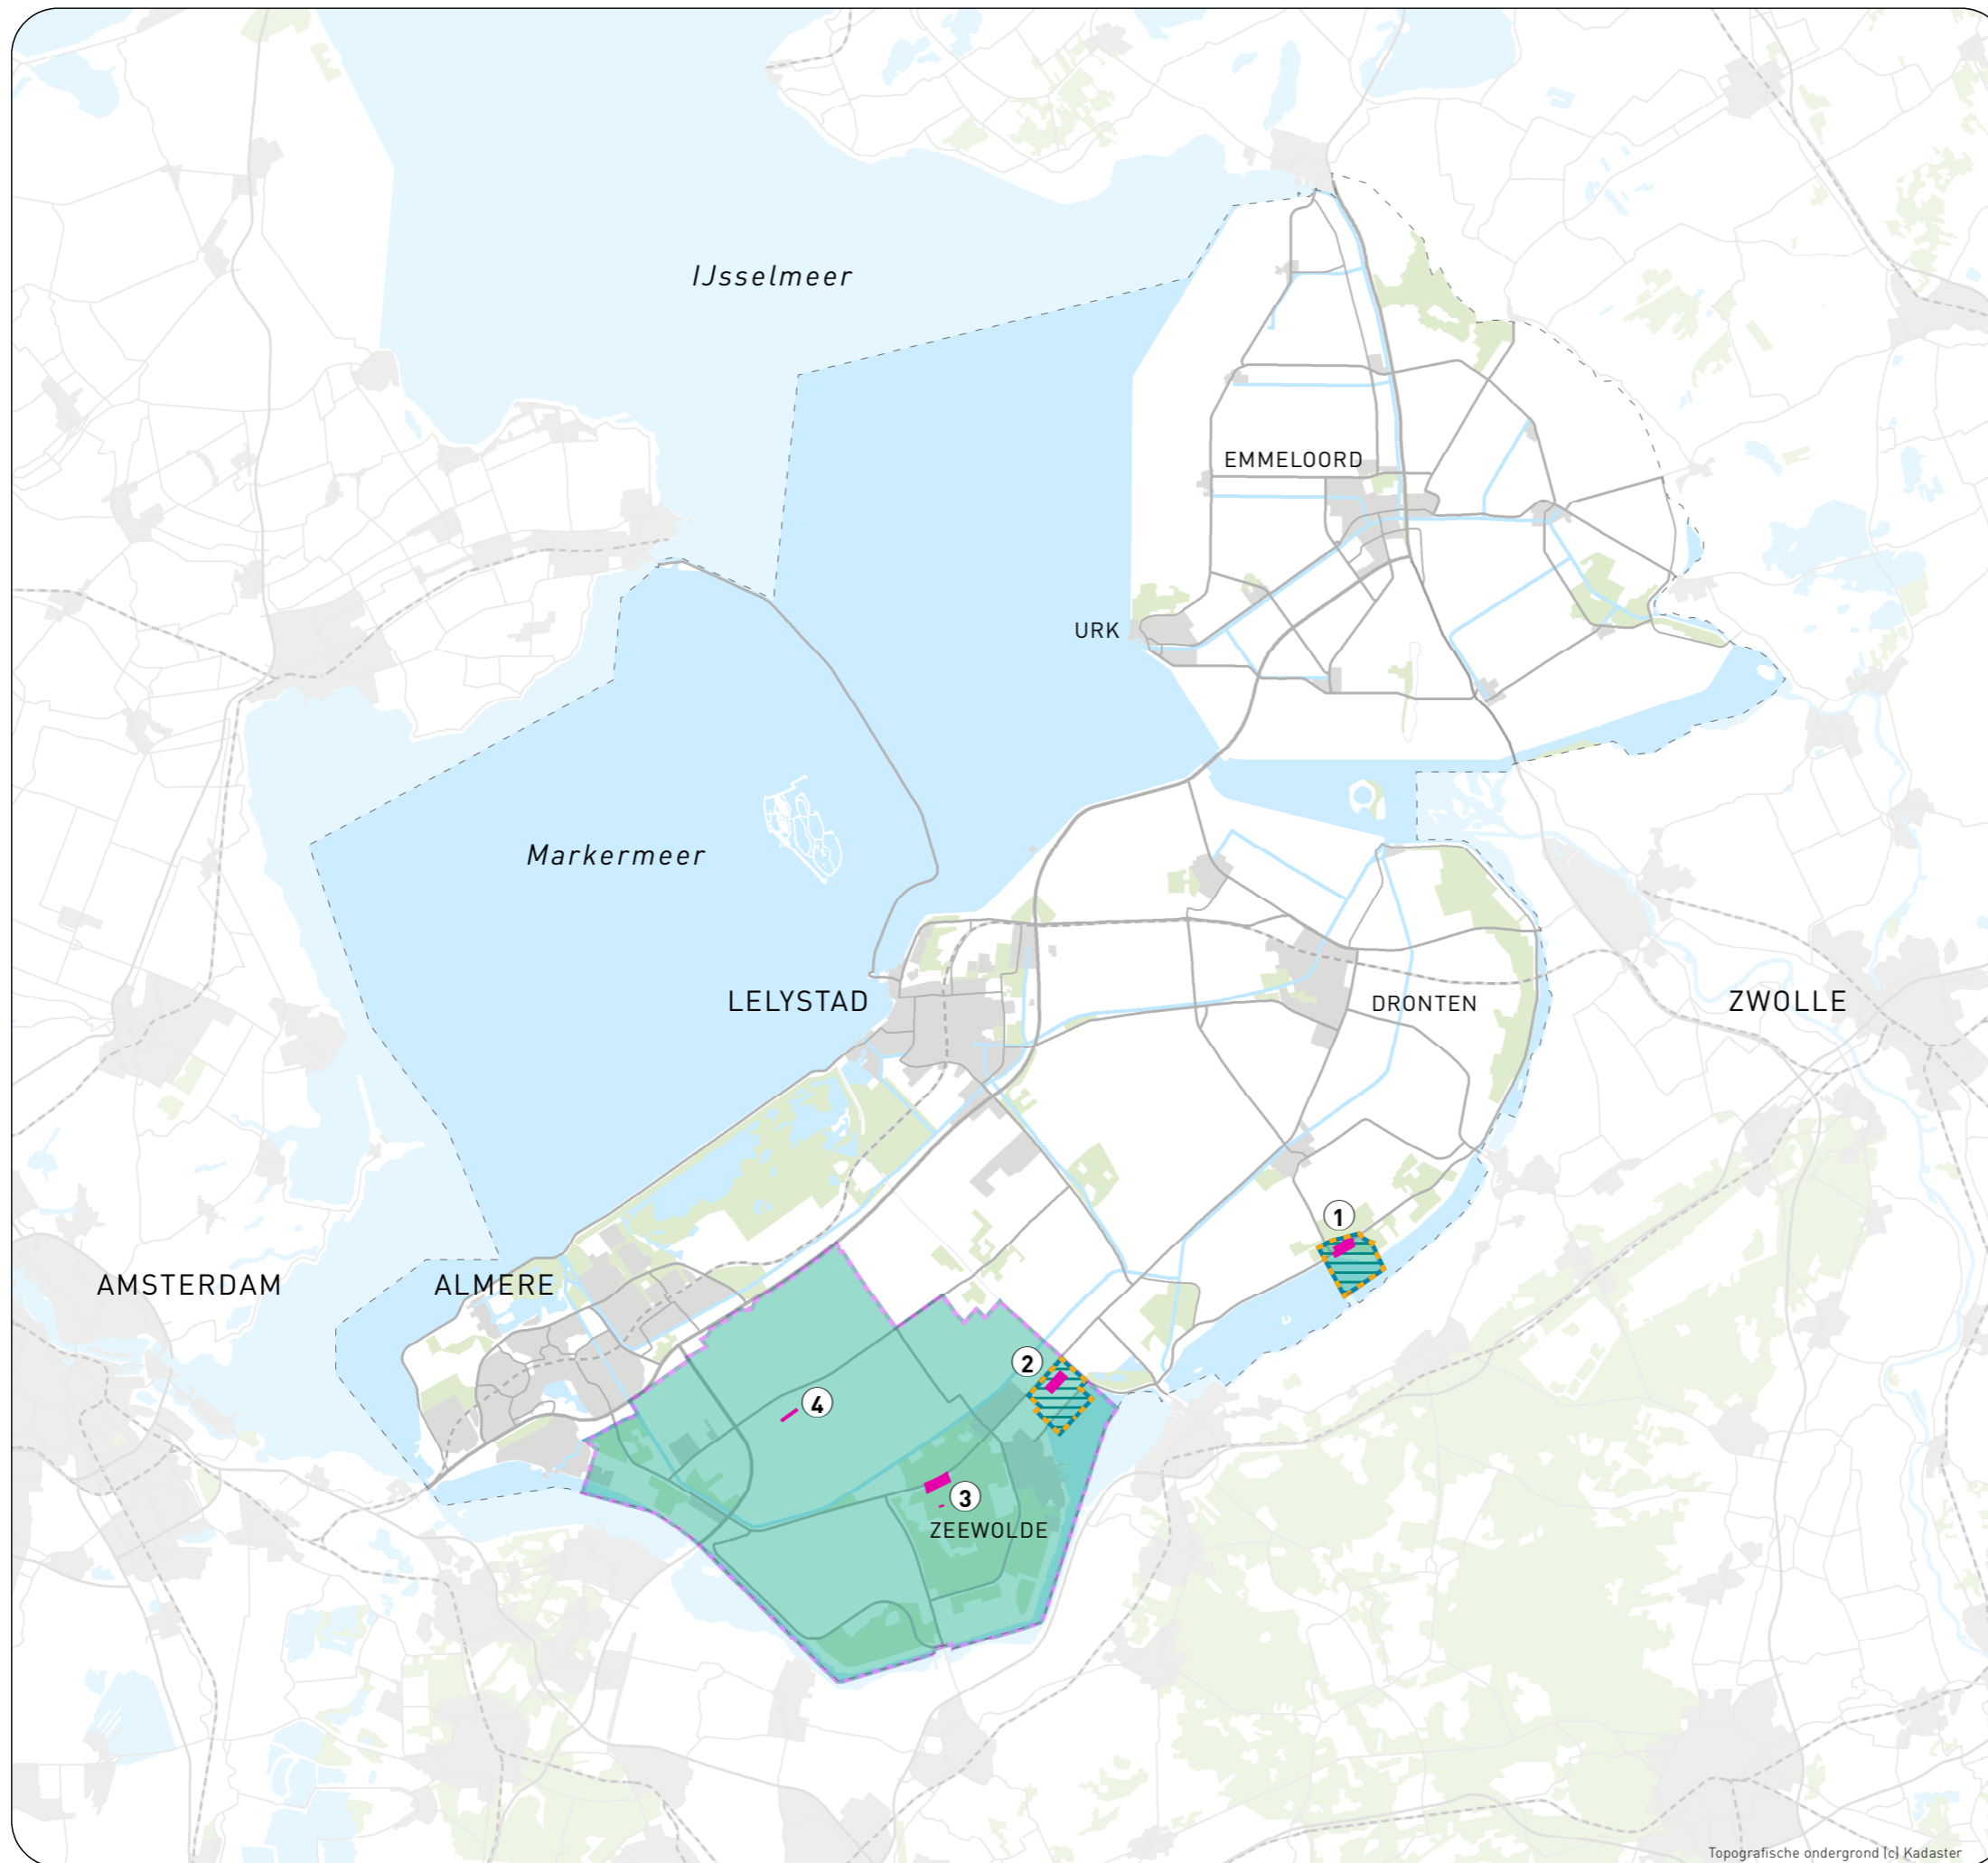 IJsselmeer
EMMELOORD
URK
Markermeer
LELYSTAD
DRONTEN
ZWOLLE
1
AMSTERDAM
ALMERE
2
4
3
ZEEWOLDE
Topografische ondergrond (c) Kadaster